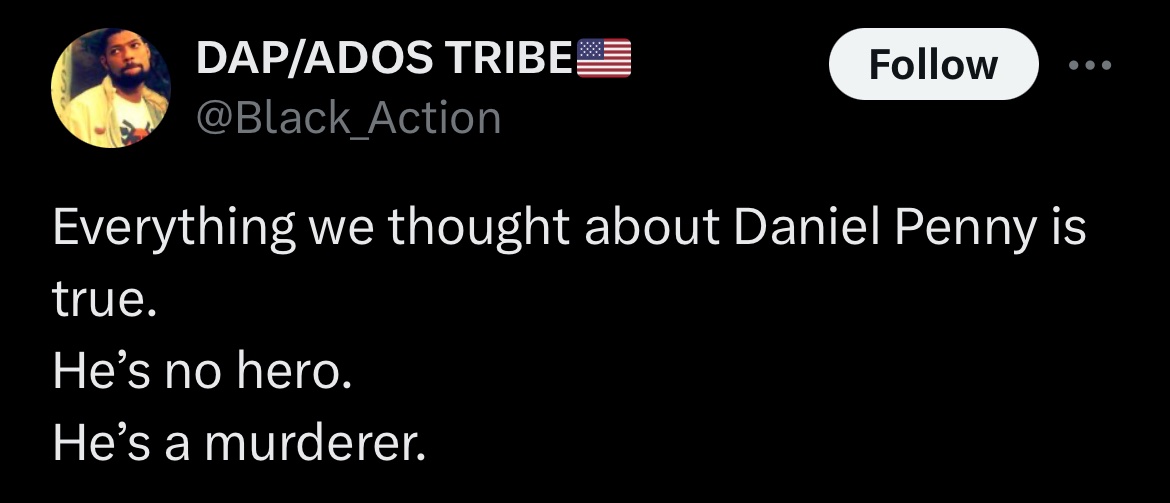 DAP/ADOS TRIBE🇺🇸
Follow
@Black_Action
Everything we thought about Daniel Penny is
true.
He’s no hero.
He’s a murderer.